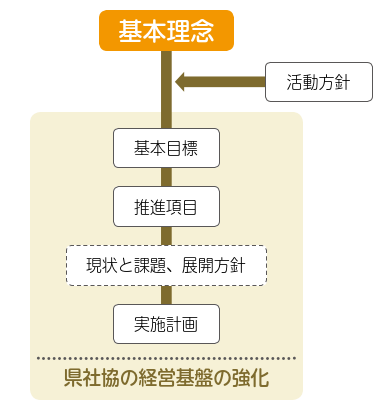 基本理念
活動方針
基本目標
推進項目
現状と課題、展開方針
実施計画
県社協の経営基盤の強化